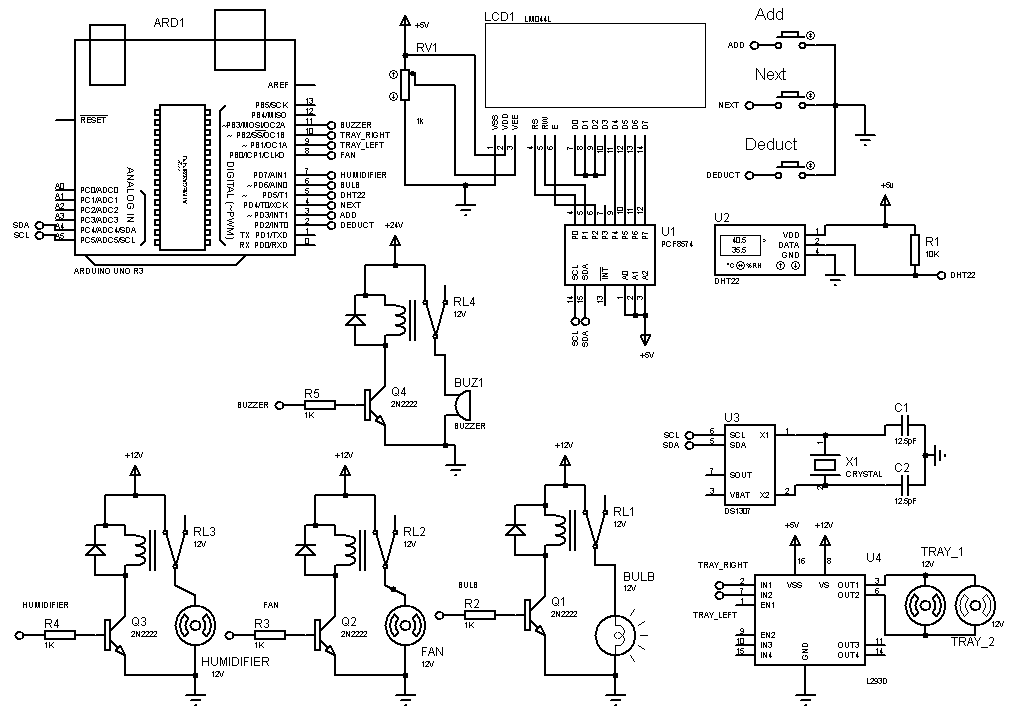 ARD1
AREF
RESET
PB5/SCK 13
PB4/MISO 12
~PB3/MOSI/OC2A 11 BUZZER
~ PB2/SS/OC1B 10 TRAY_RIGHT
~ PB1/OC1A 9 TRAY_LEFT
PB0/ICP1/CLKO 8 FAN
PD7/AIN1 7 HUMIDIFIER
~ PD6/AIN0 6 BULB
~ PD5/T1 5 DHT22
PD4/T0/XCK 4 NEXT
~ PD3/INT1 3 ADD
PD2/INT0 2 DEDUCT
TX PD1/TXD 1
RX PD0/RXD 0
ANALOG IN
DIGITAL (~PWM)
A0 PC0/ADC0
A1 PC1/ADC1
A2 PC2/ADC2
A3 PC3/ADC3
SDA A4 PC4/ADC4/SDA
SCL A5 PC5/ADC5/SCL
ARDUINO UNO R3
+5V
RV1
1k
LCD1
LM044L
VSS VDD VEE RS RW E D0 D1 D2 D3 D4 D5 D6 D7
1 2 3 4 5 6 7 8 9 10 11 12 13 14
4 5 6 7 9 10 11 12
P0 P1 P2 P3 P4 P5 P6 P7
U1
PCF8574
SCL SDA INT A0 A1 A2
14 15 13 1 2 3
SCL SDA
+5V
Add
ADD
Next
NEXT
Deduct
DEDUCT
U2
40.5
35.5
>
°C %RH
VDD 1
DATA 2
GND 4
DHT22
R1
10K
DHT22
+24V
RL4
12V
BUZZER
R5
1K
Q4
2N2222
BUZ1
BUZZER
U3
SCL 6 SCL X1 1
SDA 5 SDA
7 SOUT
3 VBAT X2 2
DS1307
1
X1
CRYSTAL
2
C1
12.5pF
C2
12.5pF
+12V
RL3
12V
HUMIDIFIER
R4
1K
Q3
2N2222
HUMIDIFIER
12V
+12V
RL2
12V
FAN
R3
1K
Q2
2N2222
FAN
12V
+12V
RL1
12V
BULB
R2
1K
Q1
2N2222
BULB
12V
+5V
+12V
16
8
U4
TRAY_RIGHT
TRAY_LEFT
2 IN1 VSS VS OUT1 3
7 IN2 OUT2 6
1 EN1
9 EN2
10 IN3 OUT3 11
15 IN4 OUT4 14
GND
L293D
TRAY_1
12V
TRAY_2
12V